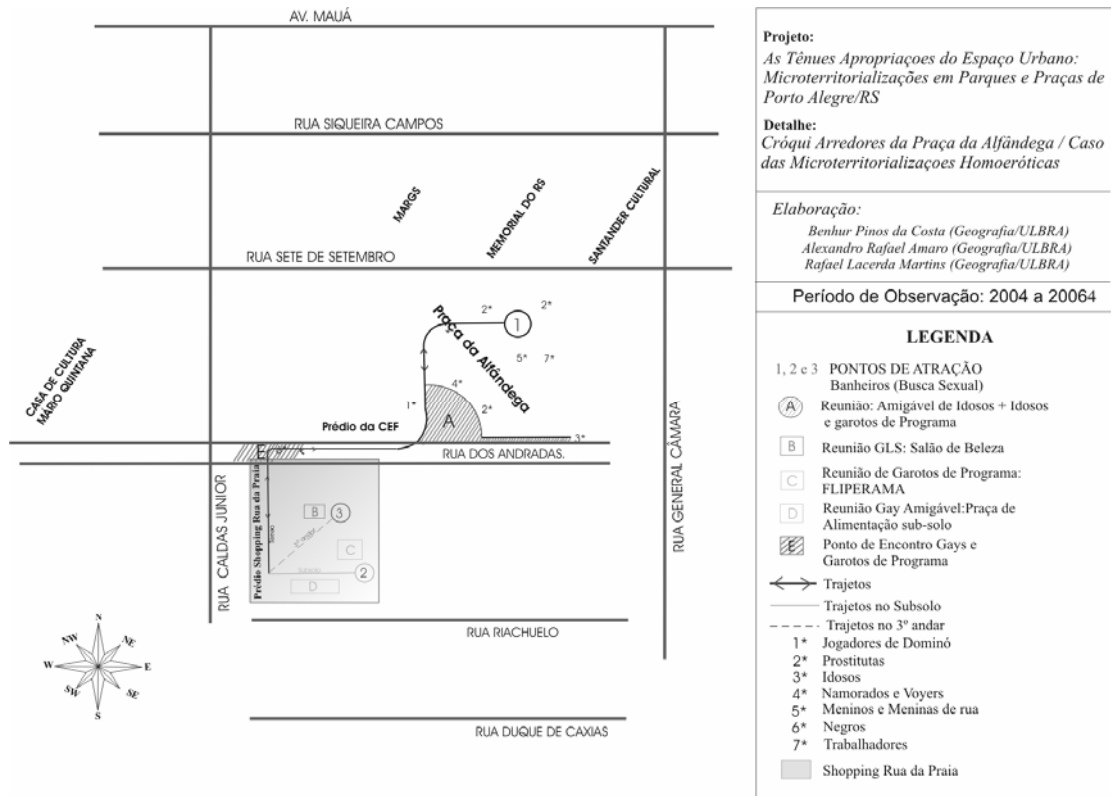 AV. MAUÁ
RUA SIQUEIRA CAMPOS
MARGS
MEMORIAL DO RS
SANTANDER CULTURAL
RUA SETE DE SETEMBRO
CASA DE CULTURA
MARO QUINTANA
Praça da Alfândega
2*
2*
1
5*
7*
4*
1*
2*
A
3*
Prédio da CEF
RUA DOS ANDRADAS.
E
RUA CALDAS JUNIOR
RUA GENERAL CÂMARA
Prédio Shopping Rua da Praia
B
3
C
2
D
RUA RIACHUELO
RUA DUQUE DE CAXIAS
N
NE
E
SE
S
SW
W
NW
Projeto:
As Tênues Apropriaçoes do Espaço Urbano:
Microterritorializações em Parques e Praças de
Porto Alegre/RS
Detalhe:
Cróqui Arredores da Praça da Alfândega / Caso
das Microterritorializaçoes Homoeróticas
Elaboração:
Benhur Pinos da Costa (Geografia/ULBRA)
Alexandro Rafael Amaro (Geografia/ULBRA)
Rafael Lacerda Martins (Geografia/ULBRA)
Período de Observação: 2004 a 20064
LEGENDA
1, 2 e 3 PONTOS DE ATRAÇÃO
Banheiros (Busca Sexual)
A Reunião: Amigável de Idosos + Idosos
e garotos de Programa
B Reunião GLS: Salão de Beleza
C Reunião de Garotos de Programa:
FLIPERAMA
D Reunião Gay Amigável:Praça de
Alimentação sub-solo
E Ponto de Encontro Gays e
Garotos de Programa
Trajetos
Trajetos no Subsolo
Trajetos no 3º andar
1* Jogadores de Dominó
2* Prostitutas
3* Idosos
4* Namorados e Voyers
5* Meninos e Meninas de rua
6* Negros
7* Trabalhadores
Shopping Rua da Praia